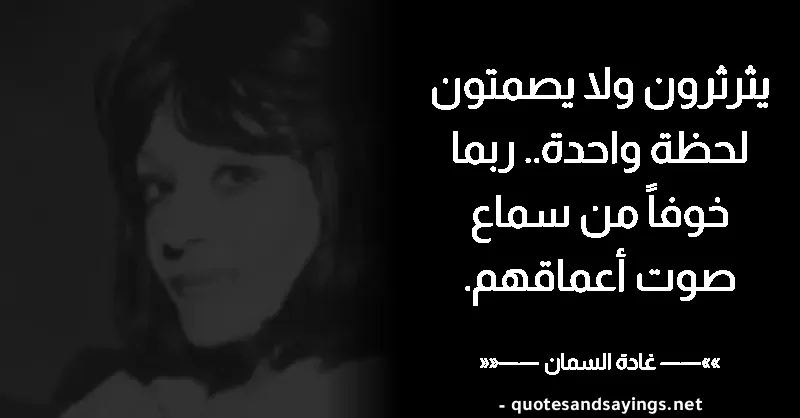 يثرثرون ولا يصمتون
لحظة واحدة.. ربما
خوفاً من سماع
صوت أعماقهم.
»»—— غادة السمان ——««
- quotesandsayings.net